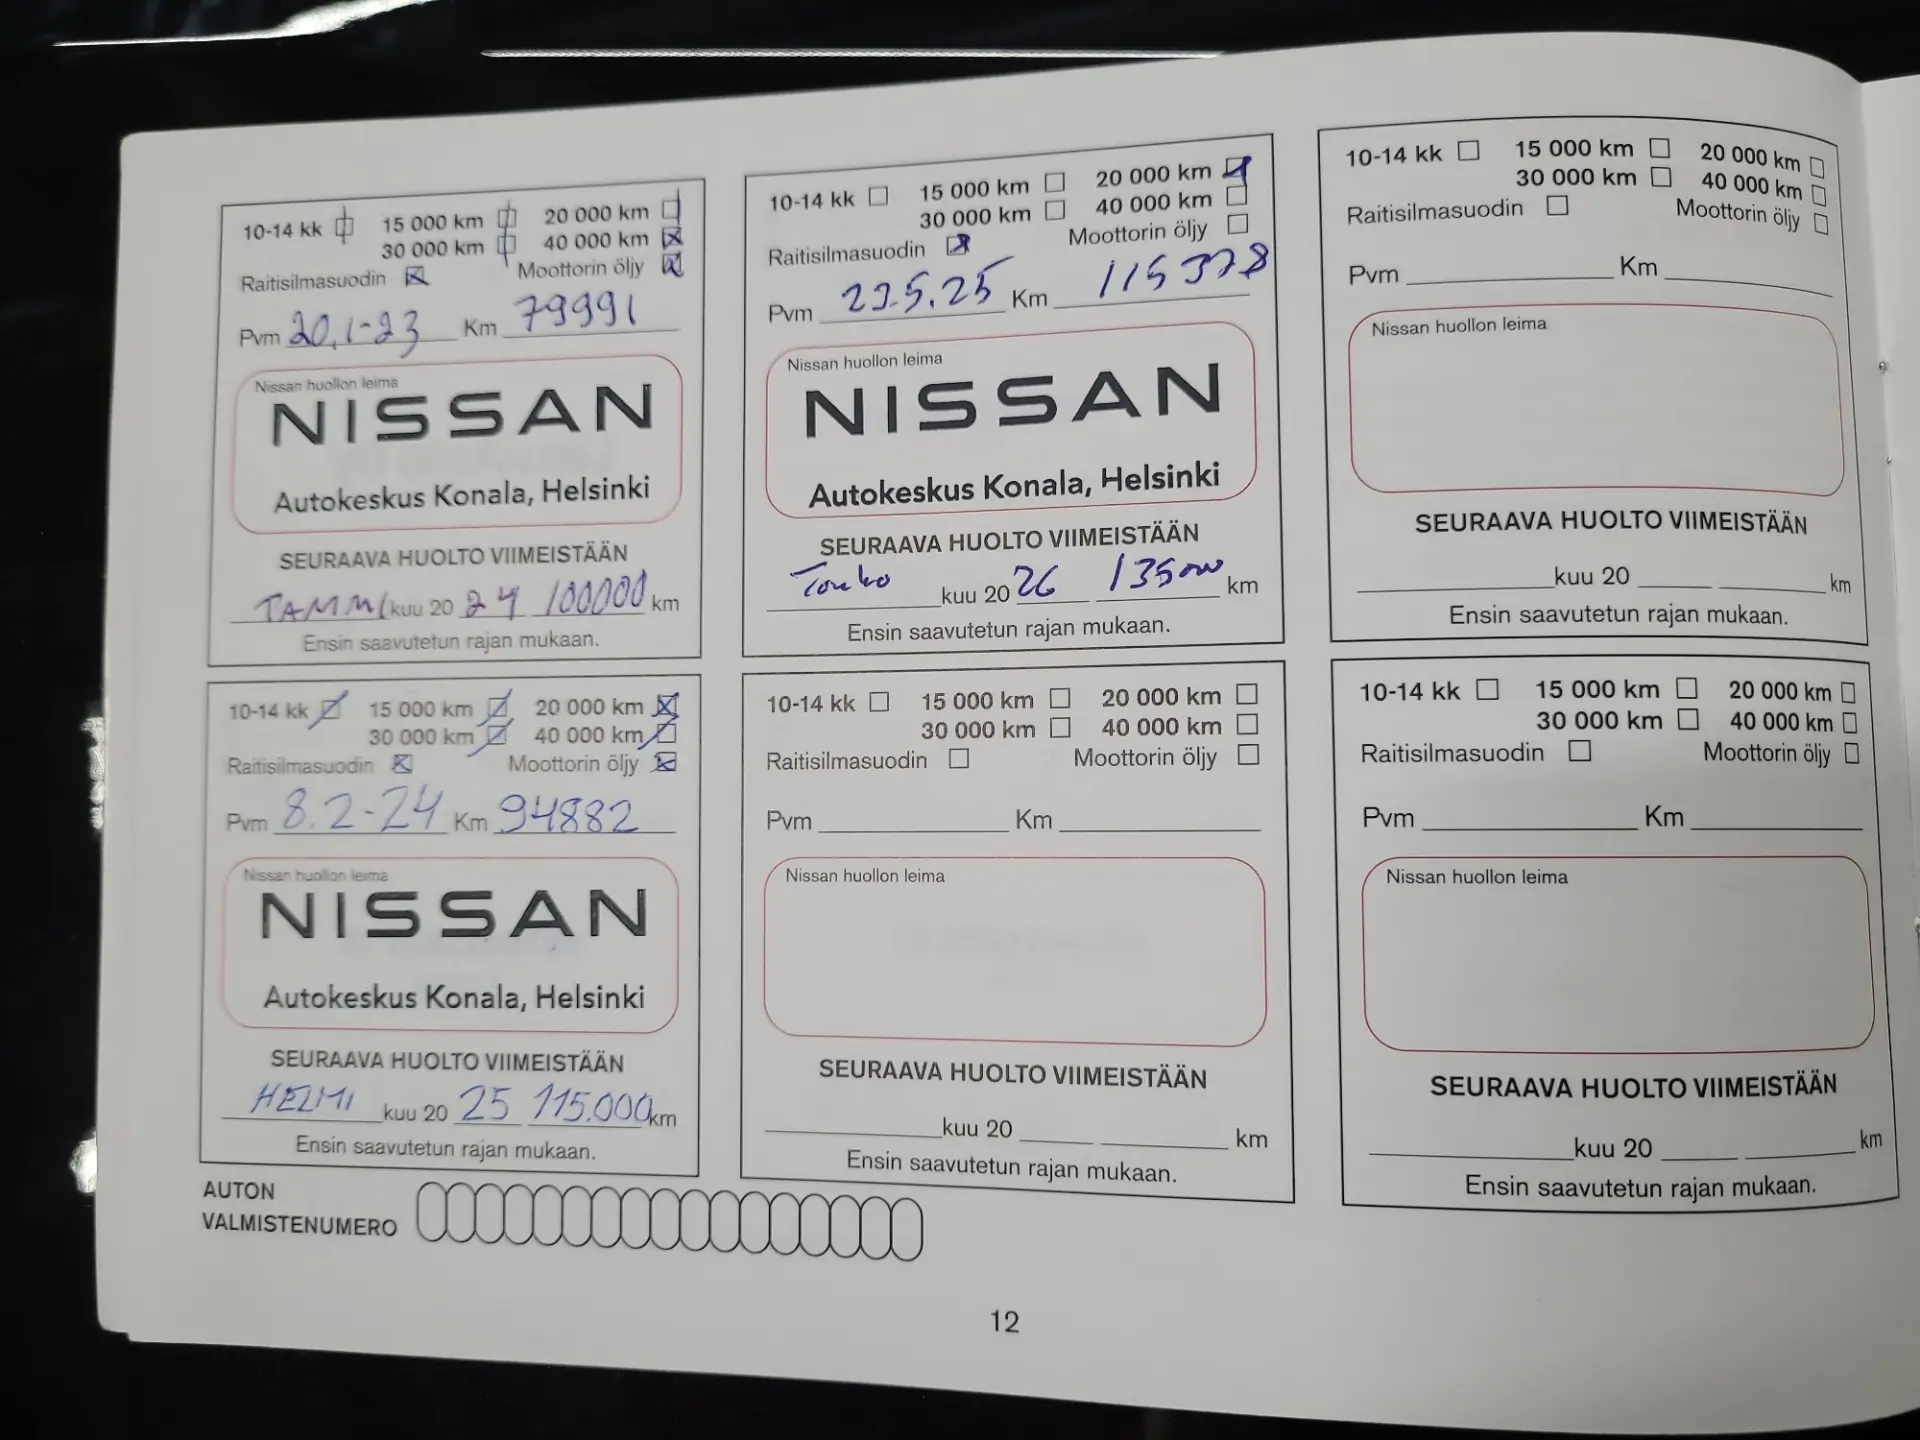 10-14 kk 15 000 km 20 000 km
30 000 km 40 000 km
Raitisilmasuodin Moottorin öljy
Pvm 20.1-23 Km 79991
Nissan huollon leima
NISSAN
Autokeskus Konala, Helsinki
SEURAAVA HUOLTO VIIMEISTÄÄN
TAMMI kuu 20 24 100000 km
Ensin saavutetun rajan mukaan.
10-14 kk 15 000 km 20 000 km
30 000 km 40 000 km
Raitisilmasuodin Moottorin öljy
Pvm 8.2-24 Km 94882
Nissan huollon leima
NISSAN
Autokeskus Konala, Helsinki
SEURAAVA HUOLTO VIIMEISTÄÄN
HELMI kuu 20 25 115.000 km
Ensin saavutetun rajan mukaan.
10-14 kk 15 000 km 20 000 km
30 000 km 40 000 km
Raitisilmasuodin Moottorin öljy
Pvm Km 115378
Nissan huollon leima
NISSAN
Autokeskus Konala, Helsinki
SEURAAVA HUOLTO VIIMEISTÄÄN
Touko kuu 20 26 135000 km
Ensin saavutetun rajan mukaan.
10-14 kk 15 000 km 20 000 km
30 000 km 40 000 km
Raitisilmasuodin Moottorin öljy
Pvm Km
Nissan huollon leima
SEURAAVA HUOLTO VIIMEISTÄÄN
kuu 20 km
Ensin saavutetun rajan mukaan.
10-14 kk 15 000 km 20 000 km
30 000 km 40 000 km
Raitisilmasuodin Moottorin öljy
Pvm Km
Nissan huollon leima
SEURAAVA HUOLTO VIIMEISTÄÄN
kuu 20 km
Ensin saavutetun rajan mukaan.
10-14 kk 15 000 km 20 000 km
30 000 km 40 000 km
Raitisilmasuodin Moottorin öljy
Pvm Km
Nissan huollon leima
SEURAAVA HUOLTO VIIMEISTÄÄN
kuu 20 km
Ensin saavutetun rajan mukaan.
AUTON
VALMISTENUMERO
12